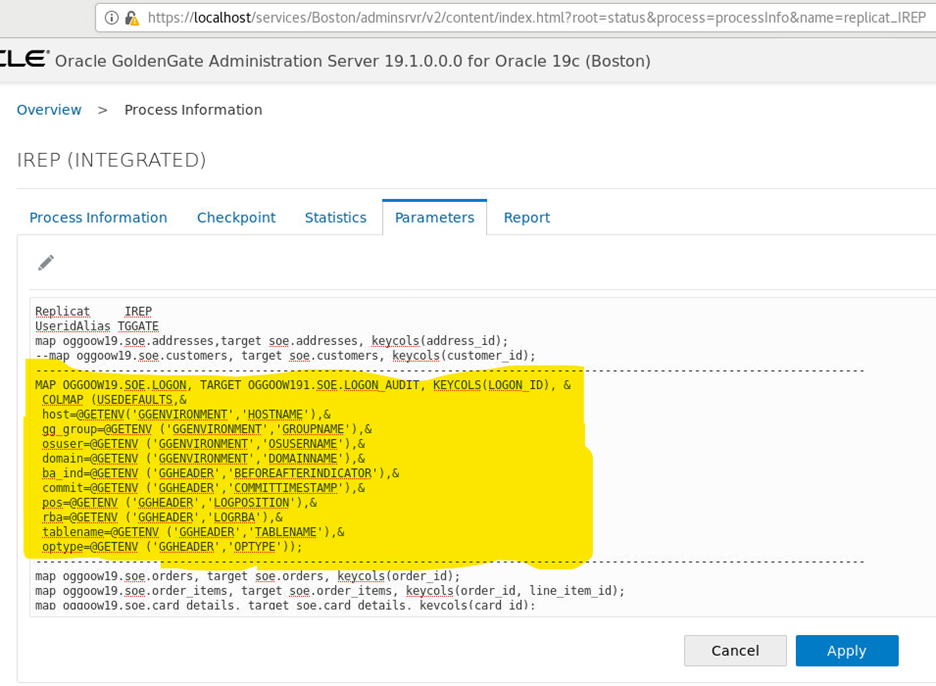 https://localhost/services/Boston/adminsrvr/v2/content/index.html?root=status&process=processInfo&name=replicat_IREP
CLE® Oracle GoldenGate Administration Server 19.1.0.0.0 for Oracle 19c (Boston)
Overview > Process Information
IREP (INTEGRATED)
Process Information Checkpoint Statistics Parameters Report
Replicat IREP
UseridAlias TGGATE
map oggoow19.soe.addresses,target soe.addresses, keycols(address_id);
--map oggoow19.soe.customers, target soe.customers, keycols(customer_id);
--------------------------------------------------------------------------------
MAP OGGOOW19.SOE.LOGON, TARGET OGGOOW191.SOE.LOGON_AUDIT, KEYCOLS(LOGON_ID), &
COLMAP (USEDEFAULTS,&
host=@GETENV('GGENVIRONMENT','HOSTNAME'),&
gg_group=@GETENV ('GGENVIRONMENT','GROUPNAME'),&
osuser=@GETENV ('GGENVIRONMENT','OSUSERNAME'),&
domain=@GETENV ('GGENVIRONMENT','DOMAINNAME'),&
ba_ind=@GETENV ('GGHEADER','BEFOREAFTERINDICATOR'),&
commit=@GETENV ('GGHEADER','COMMITTIMESTAMP'),&
pos=@GETENV ('GGHEADER','LOGPOSITION'),&
rba=@GETENV ('GGHEADER','LOGRBA'),&
tablename=@GETENV ('GGHEADER','TABLENAME'),&
optype=@GETENV ('GGHEADER','OPTYPE'));
--------------------------------------------------------------------------------
map oggoow19.soe.orders, target soe.orders, keycols(order_id);
map oggoow19.soe.order_items, target soe.order_items, keycols(order_id, line_item_id);
map oggoow19.soe.card_details, target soe.card_details, keycols(card_id);
Cancel Apply